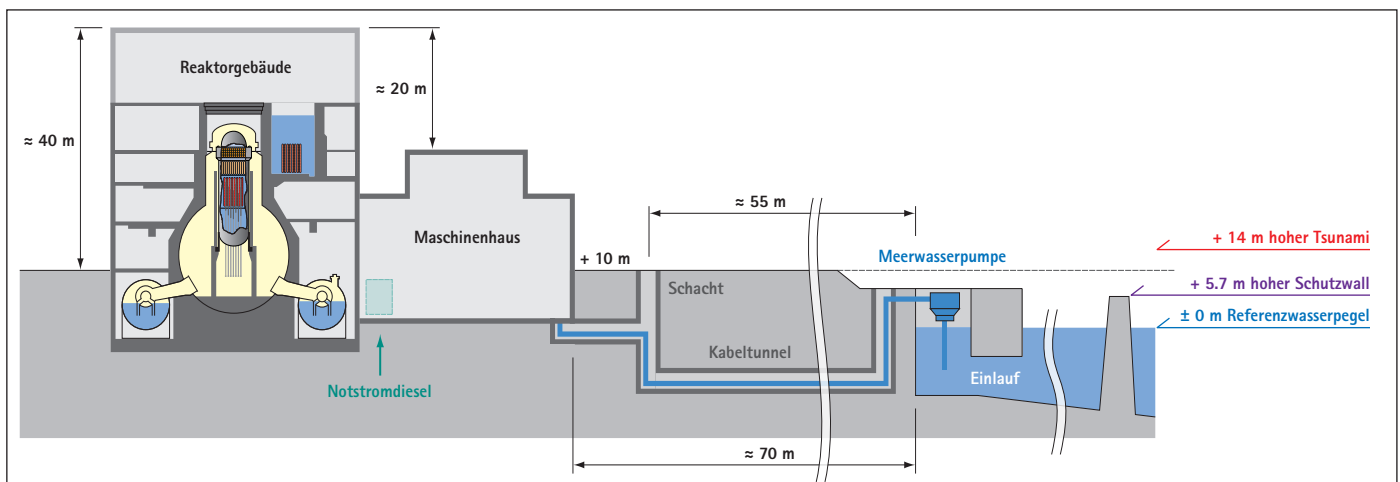 Reaktorgebäude
≈ 20 m
≈ 40 m
≈ 55 m
Maschinenhaus
+ 14 m hoher Tsunami
+ 10 m
Meerwasserpumpe
Schacht
+ 5.7 m hoher Schutzwall
± 0 m Referenzwasserpegel
Kabeltunnel
Einlauf
Notstromdiesel
≈ 70 m